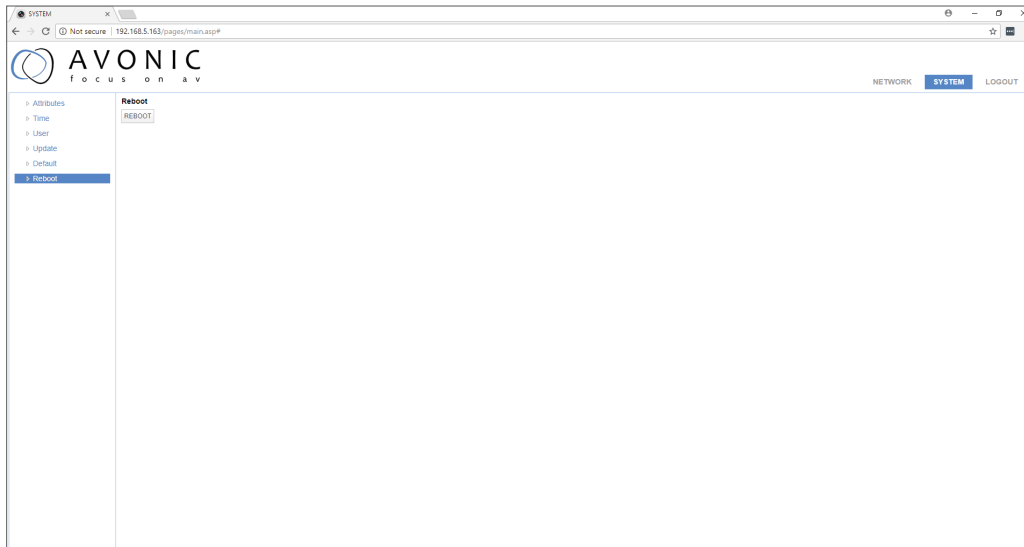 SYSTEM
Not secure | 192.168.5.163/pages/main.asp#
AVONIC
focus on av
NETWORK SYSTEM LOGOUT
Attributes
Time
User
Update
Default
Reboot
Reboot
REBOOT